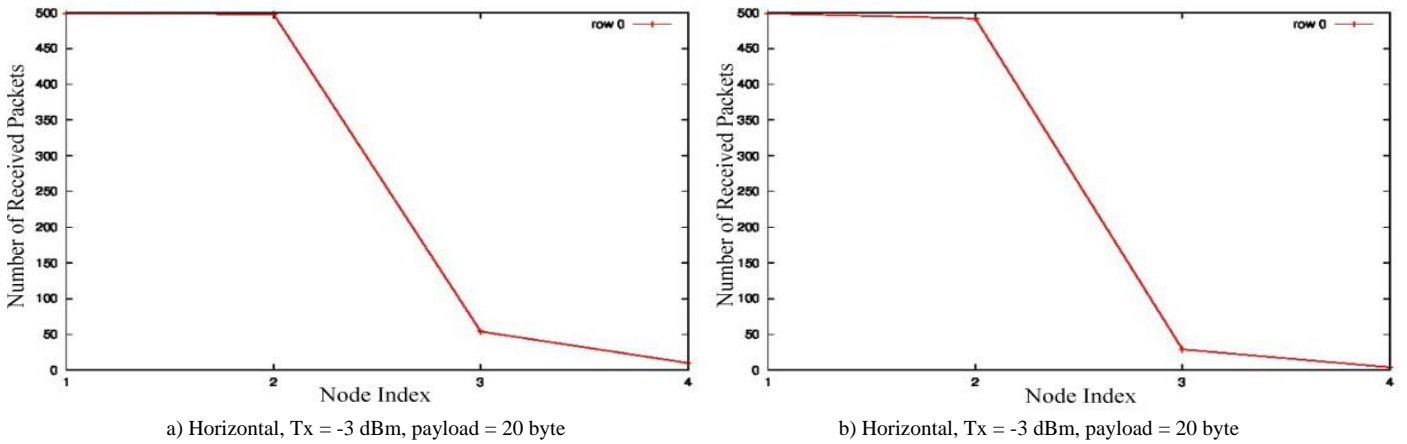 500
450
400
350
300
250
200
150
100
50
0
Number of Received Packets
row 0
1 2 3 4
Node Index
a) Horizontal, Tx = -3 dBm, payload = 20 byte
500
450
400
350
300
250
200
150
100
50
0
Number of Received Packets
row 0
1 2 3 4
Node Index
b) Horizontal, Tx = -3 dBm, payload = 20 byte